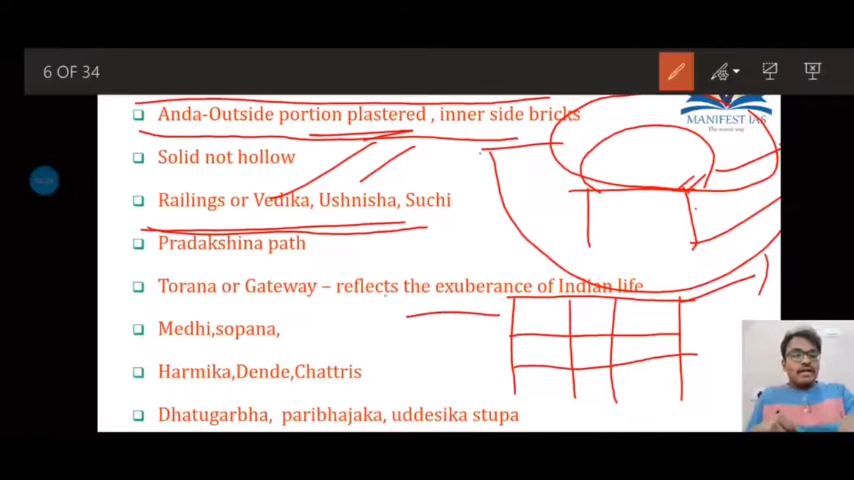 6 OF 34
Anda-Outside portion plastered , inner side bricks
MANIFEST IAS
Solid not hollow
Railings or Vedika, Ushnisha, Suchi
Pradakshina path
Torana or Gateway – reflects the exuberance of Indian life
Medhi,sopana,
Harmika,Dende,Chattris
Dhatugarbha, paribhajaka, uddesika stupa